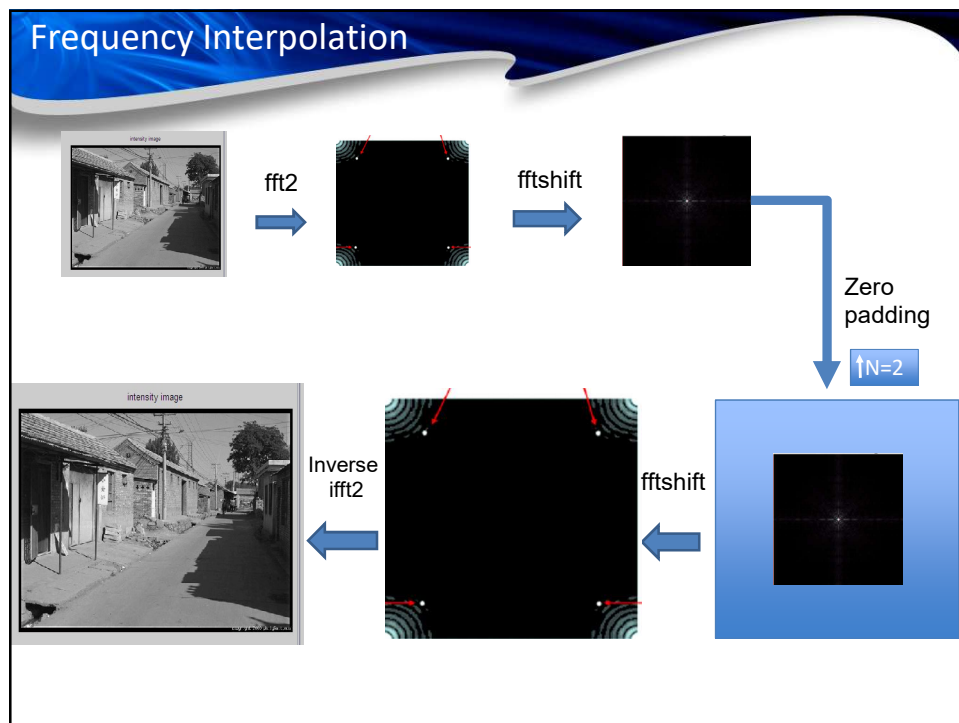 Frequency Interpolation
intensity image
fft2
fftshift
Zero
padding
↑N=2
intensity image
Inverse
ifft2
fftshift